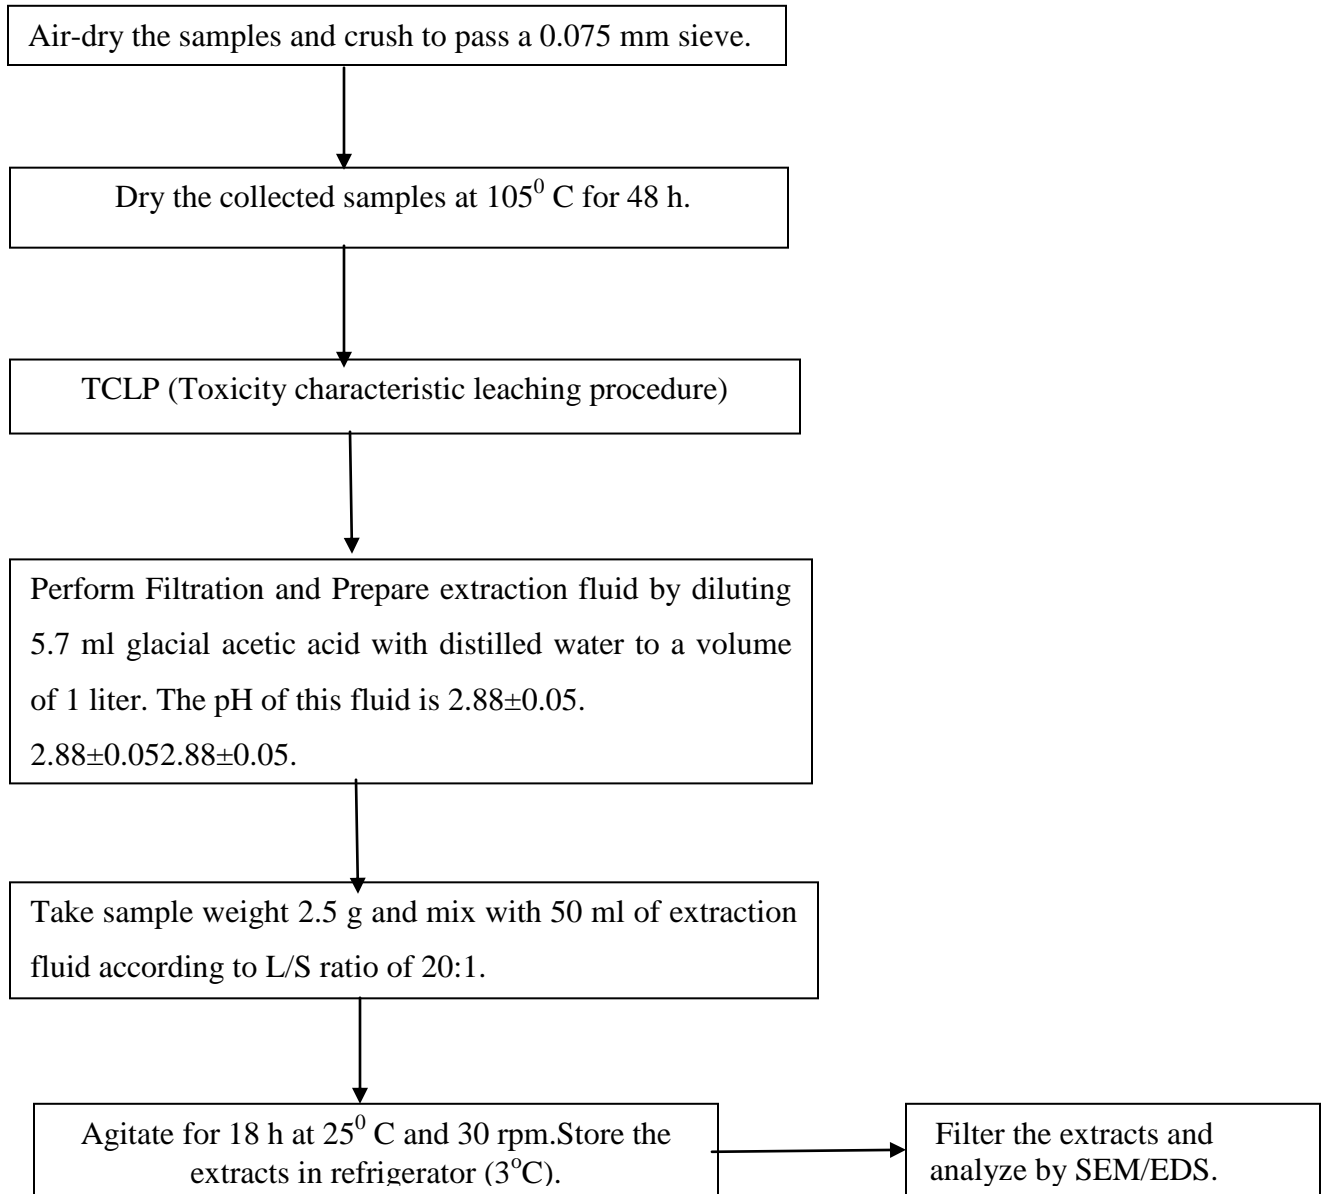 Air-dry the samples and crush to pass a 0.075 mm sieve.
Dry the collected samples at 105⁰ C for 48 h.
TCLP (Toxicity characteristic leaching procedure)
Perform Filtration and Prepare extraction fluid by diluting
5.7 ml glacial acetic acid with distilled water to a volume
of 1 liter. The pH of this fluid is 2.88±0.05.
2.88±0.052.88±0.05.
Take sample weight 2.5 g and mix with 50 ml of extraction
fluid according to L/S ratio of 20:1.
Agitate for 18 h at 25⁰ C and 30 rpm.Store the
extracts in refrigerator (3ᵒC).
Filter the extracts and
analyze by SEM/EDS.